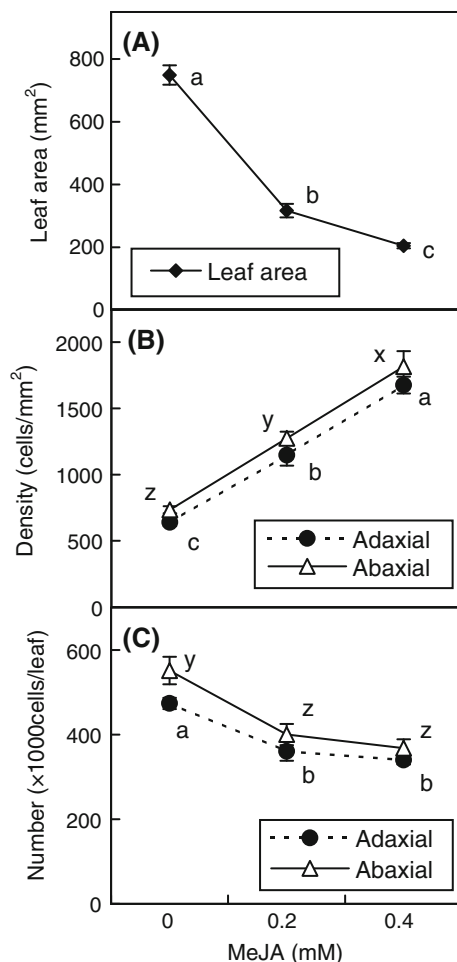 (A)
Leaf area (mm²)
800
600
400
200
0
a
b
c
Leaf area
(B)
Density (cells/mm²)
2000
1500
1000
500
0
z
y
x
c
b
a
Adaxial
Abaxial
(C)
Number (×1000cells/leaf)
600
400
200
0
y
z
z
a
b
b
Adaxial
Abaxial
0
0.2
0.4
MeJA (mM)